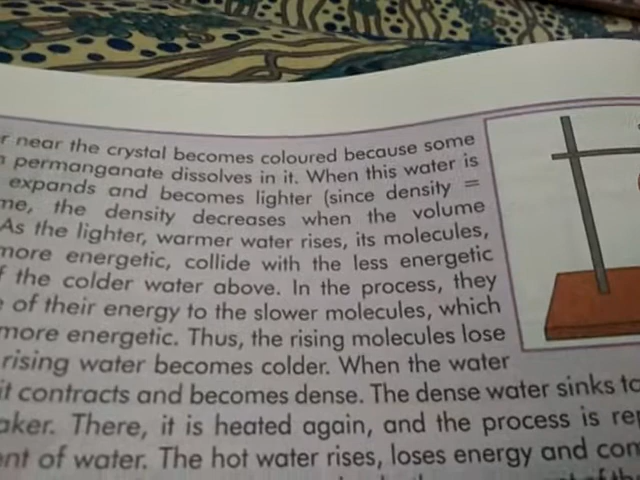 r near the crystal becomes coloured because some
permanganate dissolves in it. When this water is
expands and becomes lighter (since density =
me, the density decreases when the volume
As the lighter, warmer water rises, its molecules,
more energetic, collide with the less energetic
f the colder water above. In the process, they
e of their energy to the slower molecules, which
more energetic. Thus, the rising molecules lose
rising water becomes colder. When the water
it contracts and becomes dense. The dense water sinks to
aker. There, it is heated again, and the process is rep
ent of water. The hot water rises, loses energy and con